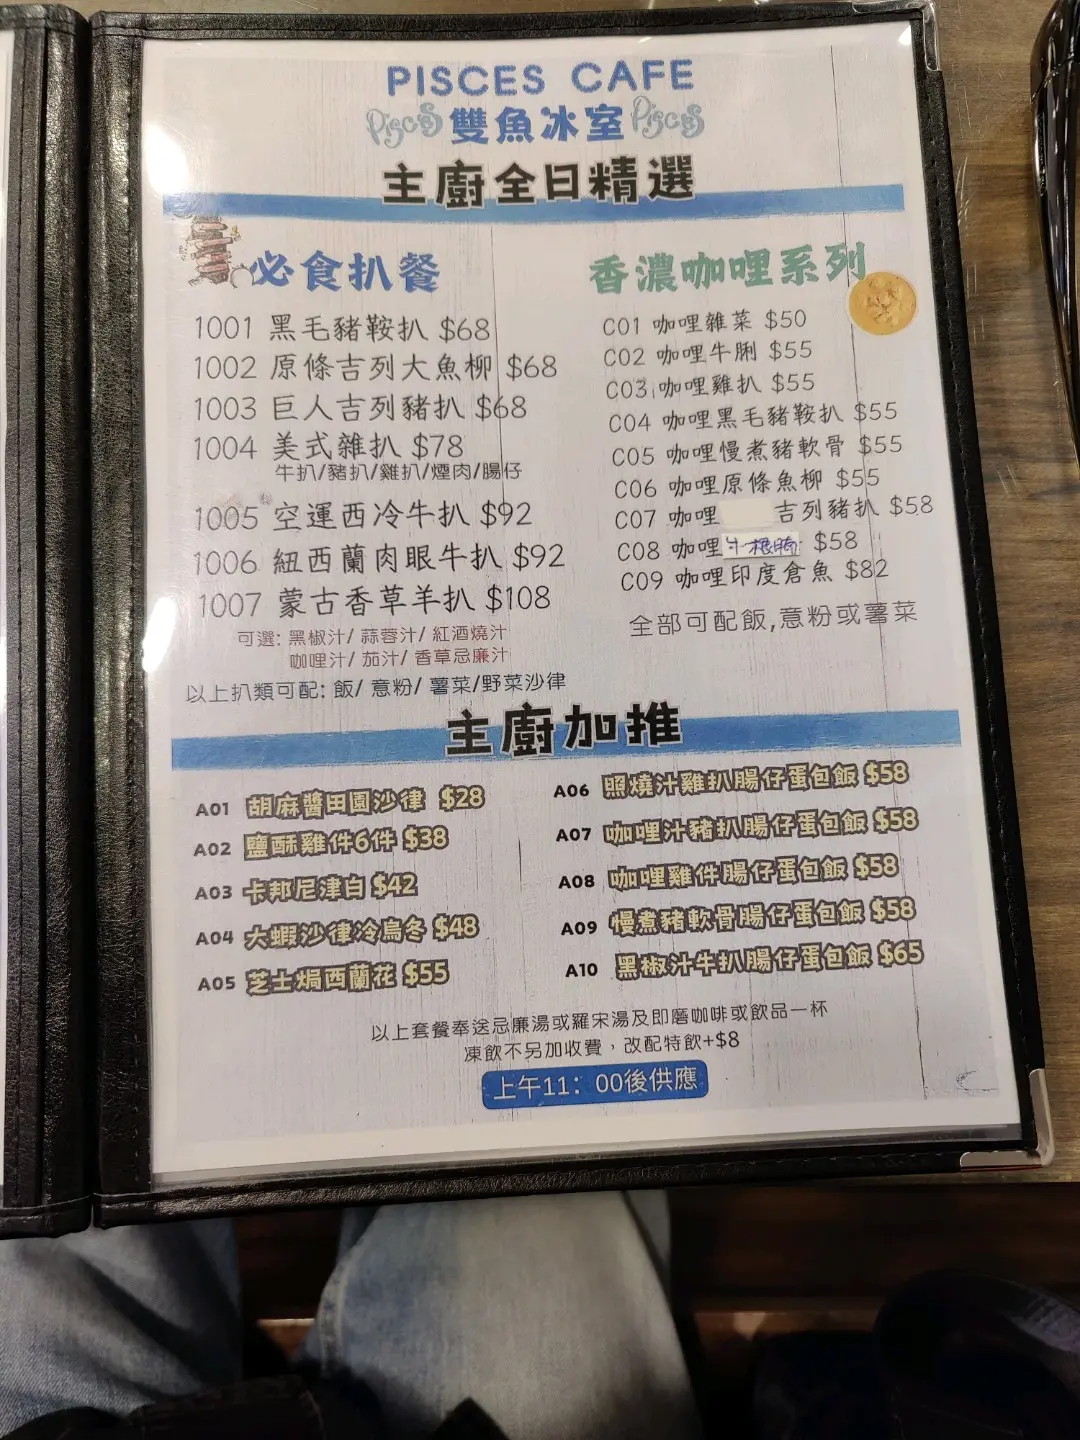 PISCES CAFE
Pisces 雙魚冰室 Pisces
主廚全日精選
必食扒餐
1001 黑毛豬鞍扒 $68
1002 原條吉列大魚柳 $68
1003 巨人吉列豬扒 $68
1004 美式雜扒 $78
牛扒/豬扒/雞扒/煙肉/腸仔
1005 空運西冷牛扒 $92
1006 紐西蘭肉眼牛扒 $92
1007 蒙古香草羊扒 $108
可選: 黑椒汁/ 蒜蓉汁/ 紅酒燒汁
咖哩汁/ 茄汁/ 香草忌廉汁
以上扒類可配: 飯/ 意粉/ 薯菜/野菜沙律
香濃咖哩系列
C01 咖哩雜菜 $50
C02 咖哩牛脷 $55
C03 咖哩雞扒 $55
C04 咖哩黑毛豬鞍扒 $55
C05 咖哩慢煮豬軟骨 $55
C06 咖哩原條魚柳 $55
C07 咖哩 吉列豬扒 $58
C08 咖哩 $58
C09 咖哩印度倉魚 $82
全部可配飯,意粉或薯菜
主廚加推
A01 胡麻醬田園沙律 $28
A02 鹽酥雞件6件 $38
A03 卡邦尼津白 $42
A04 大蝦沙律冷烏冬 $48
A05 芝士焗西蘭花 $55
A06 照燒汁雞扒腸仔蛋包飯 $58
A07 咖哩汁豬扒腸仔蛋包飯 $58
A08 咖哩雞件腸仔蛋包飯 $58
A09 慢煮豬軟骨腸仔蛋包飯 $58
A10 黑椒汁牛扒腸仔蛋包飯 $65
以上套餐奉送忌廉湯或羅宋湯及即磨咖啡或飲品一杯
凍飲不另加收費，改配特飲+$8
上午11：00後供應